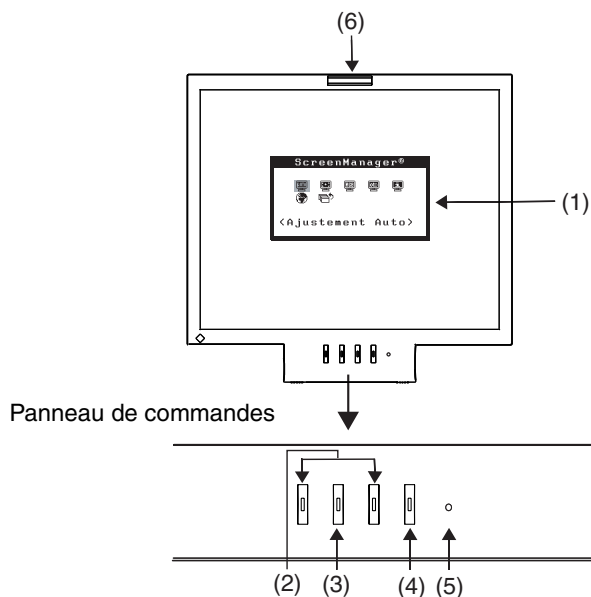 (6)
ScreenManager®
(1)
<Ajustement Auto>
Panneau de commandes
(2) (3) (4) (5)